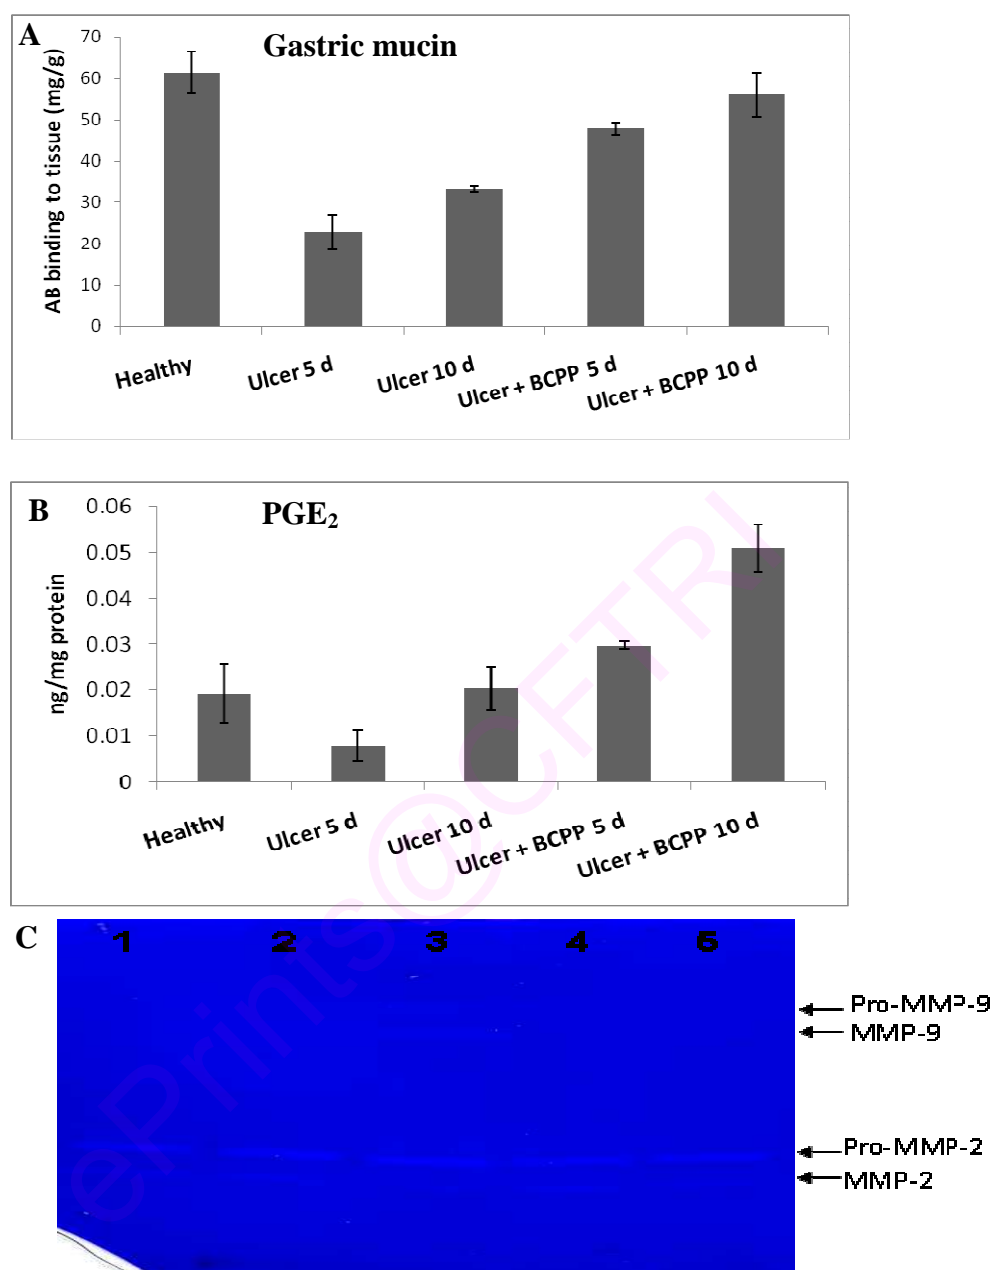 A
Gastric mucin
AB binding to tissue (mg/g)
70
60
50
40
30
20
10
0
Healthy
Ulcer 5 d
Ulcer 10 d
Ulcer + BCPP 5 d
Ulcer + BCPP 10 d
B
PGE₂
ng/mg protein
0.06
0.05
0.04
0.03
0.02
0.01
0
Healthy
Ulcer 5 d
Ulcer 10 d
Ulcer + BCPP 5 d
Ulcer + BCPP 10 d
C
1 2 3 4 5
Pro-MMP-9
MMP-9
Pro-MMP-2
MMP-2
ePrints@CFTRI